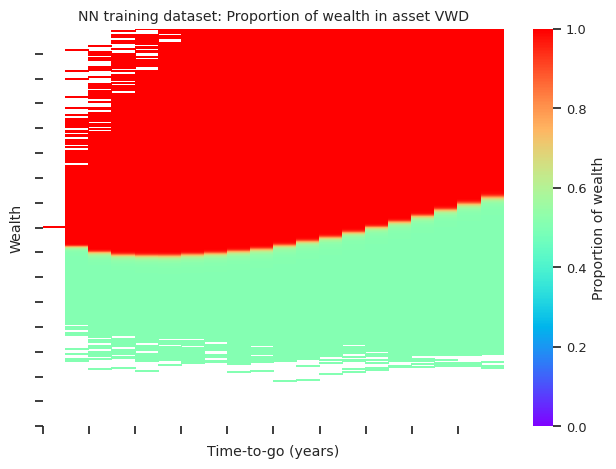 NN training dataset: Proportion of wealth in asset VWD
Wealth
Time-to-go (years)
1.0
0.8
0.6
0.4
0.2
0.0
Proportion of wealth